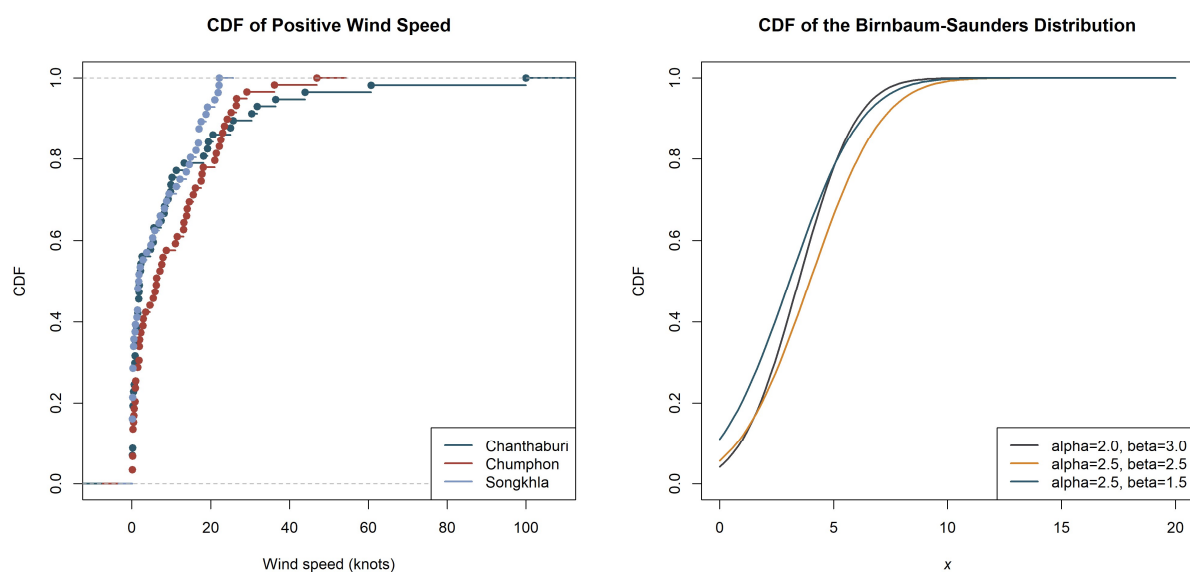 CDF of Positive Wind Speed
CDF
1.0
0.8
0.6
0.4
0.2
0.0
Chanthaburi
Chumphon
Songkhla
0 20 40 60 80 100
Wind speed (knots)
CDF of the Birnbaum-Saunders Distribution
CDF
1.0
0.8
0.6
0.4
0.2
0.0
alpha=2.0, beta=3.0
alpha=2.5, beta=2.5
alpha=2.5, beta=1.5
0 5 10 15 20
x